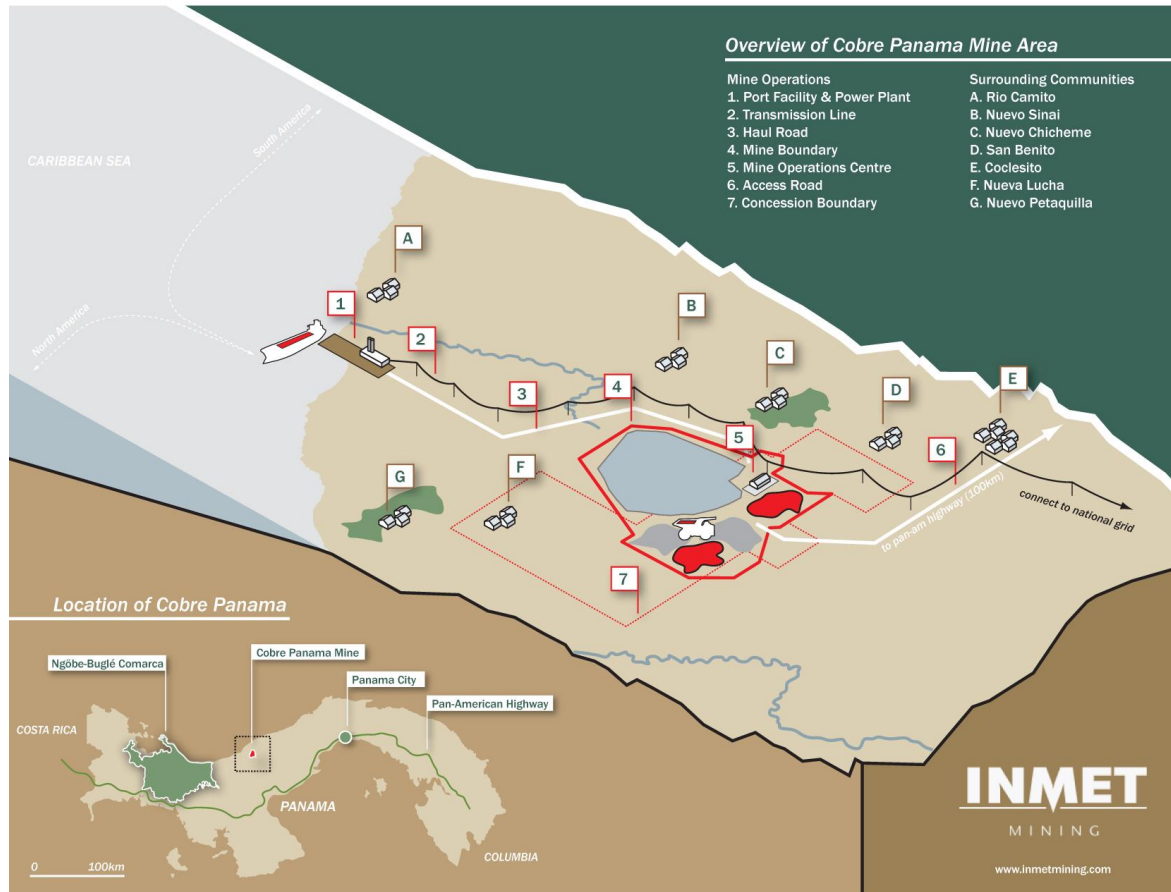 Overview of Cobre Panama Mine Area
Mine Operations
1. Port Facility & Power Plant
2. Transmission Line
3. Haul Road
4. Mine Boundary
5. Mine Operations Centre
6. Access Road
7. Concession Boundary
Surrounding Communities
A. Rio Camito
B. Nuevo Sinai
C. Nuevo Chicheme
D. San Benito
E. Coclesito
F. Nueva Lucha
G. Nuevo Petaquilla
CARIBBEAN SEA
South America
North America
A
1
2
B
3
4
C
D
E
5
6
F
G
7
connect to national grid
to pan-am highway (100km)
Location of Cobre Panama
Ngöbe-Buglé Comarca
Cobre Panama Mine
Panama City
Pan-American Highway
COSTA RICA
PANAMA
COLUMBIA
0 100km
INMET
MINING
www.inmetmining.com